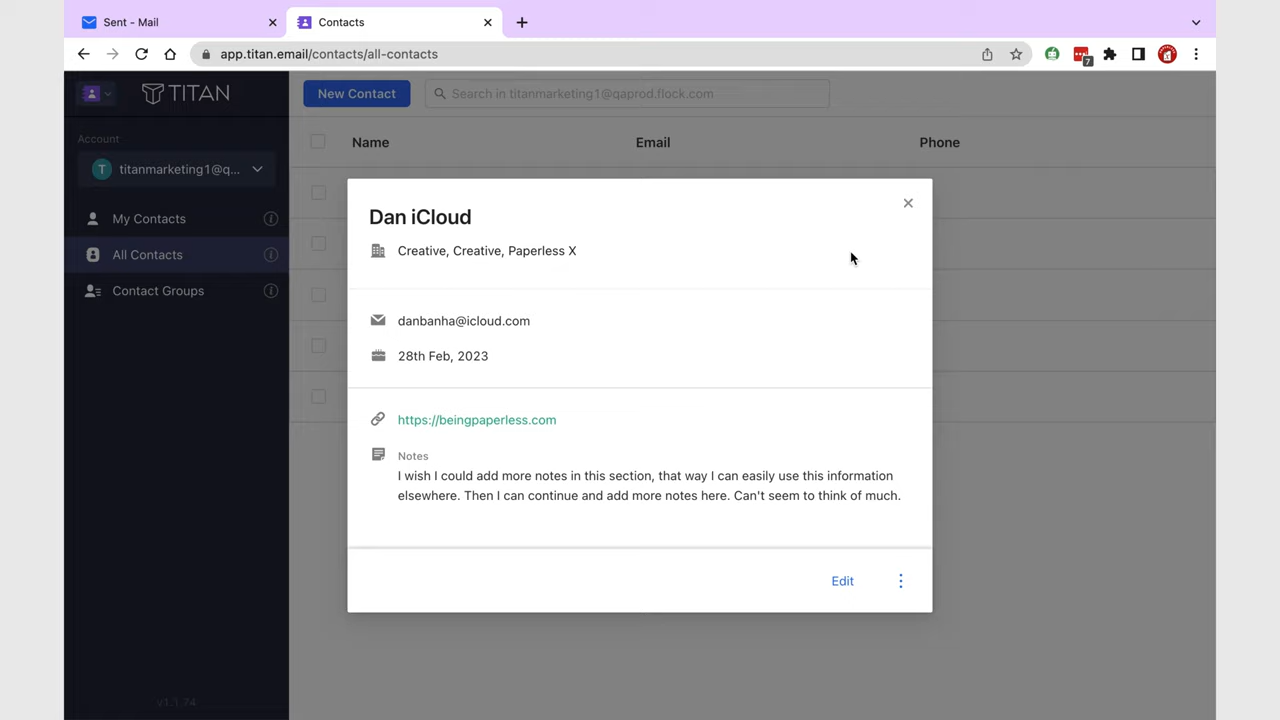 Sent - Mail
Contacts
app.titan.email/contacts/all-contacts
7
TITAN
New Contact
Search in titanmarketing1@qaprod.flock.com
Account
Name
Email
Phone
T
titanmarketing1@q...
My Contacts
All Contacts
Contact Groups
Dan iCloud
Creative, Creative, Paperless X
danbanha@icloud.com
28th Feb, 2023
https://beingpaperless.com
Notes
I wish I could add more notes in this section, that way I can easily use this information
elsewhere. Then I can continue and add more notes here. Can't seem to think of much.
Edit
v1.1.74